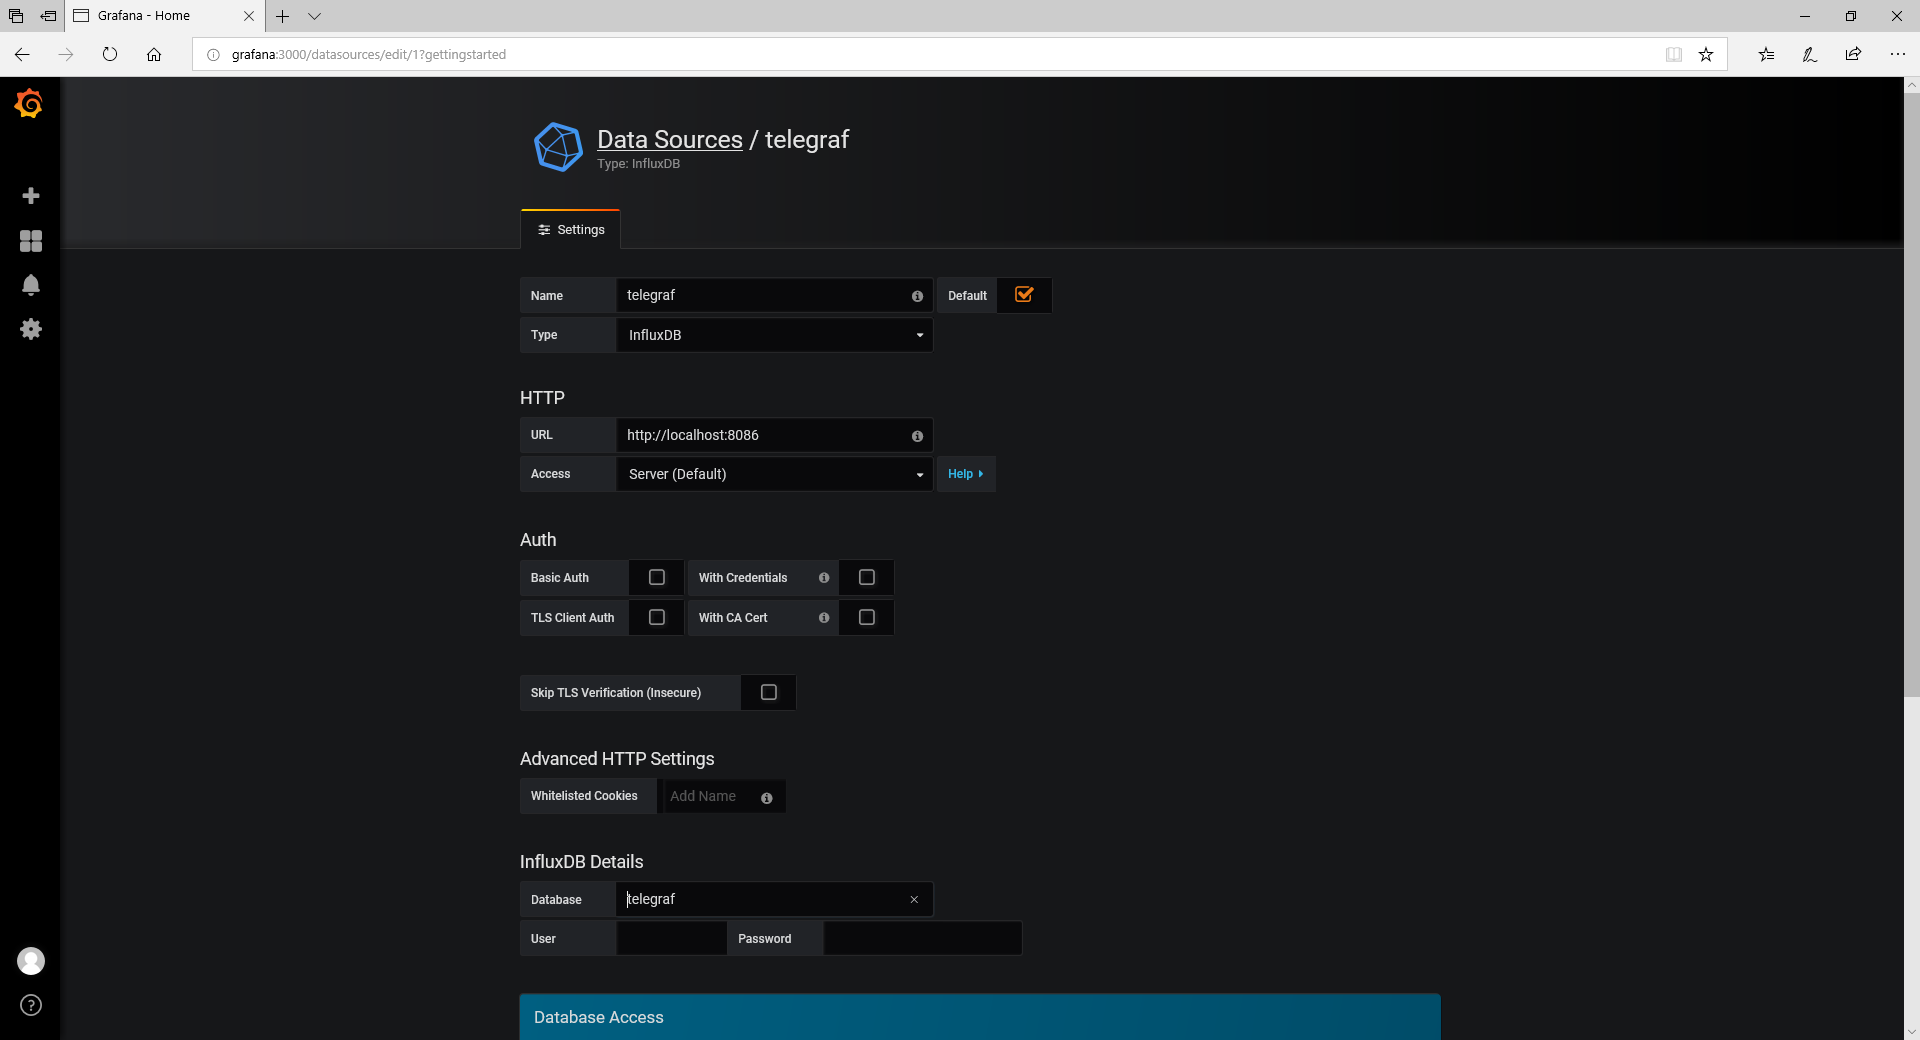 Grafana - Home
grafana:3000/datasources/edit/1?gettingstarted
Data Sources / telegraf
Type: InfluxDB
Settings
Name telegraf Default
Type InfluxDB
HTTP
URL http://localhost:8086
Access Server (Default) Help
Auth
Basic Auth With Credentials
TLS Client Auth With CA Cert
Skip TLS Verification (Insecure)
Advanced HTTP Settings
Whitelisted Cookies Add Name
InfluxDB Details
Database telegraf
User Password
Database Access